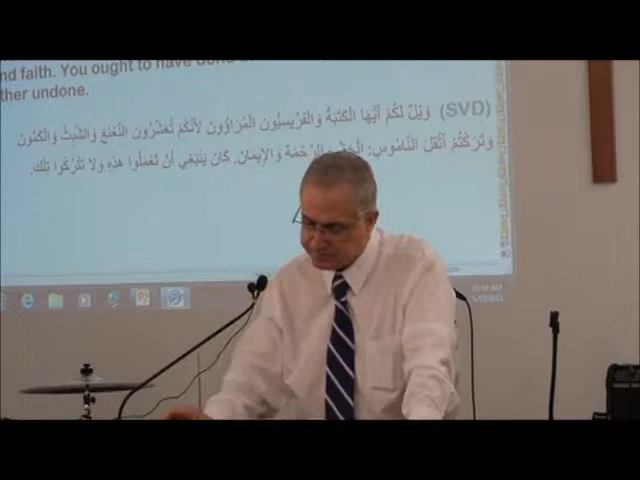 nd faith. You ought to have done
ther undone.
(SVD) وَيْلٌ لَكُمْ أَيُّهَا الْكَتَبَةُ وَالْفَرِّيسِيُّونَ الْمُرَاؤُونَ لأَنَّكُمْ تُعَشِّرُونَ النَّعْنَعَ وَالشِّبِثَّ وَالْكَمُّونَ
وَتَرَكْتُمْ أَثْقَلَ النَّامُوسِ: الْحَقَّ وَالرَّحْمَةَ وَالإِيمَانَ. كَانَ يَنْبَغِي أَنْ تَعْمَلُوا هَذِهِ وَلاَ تَتْرُكُوا تِلْكَ.